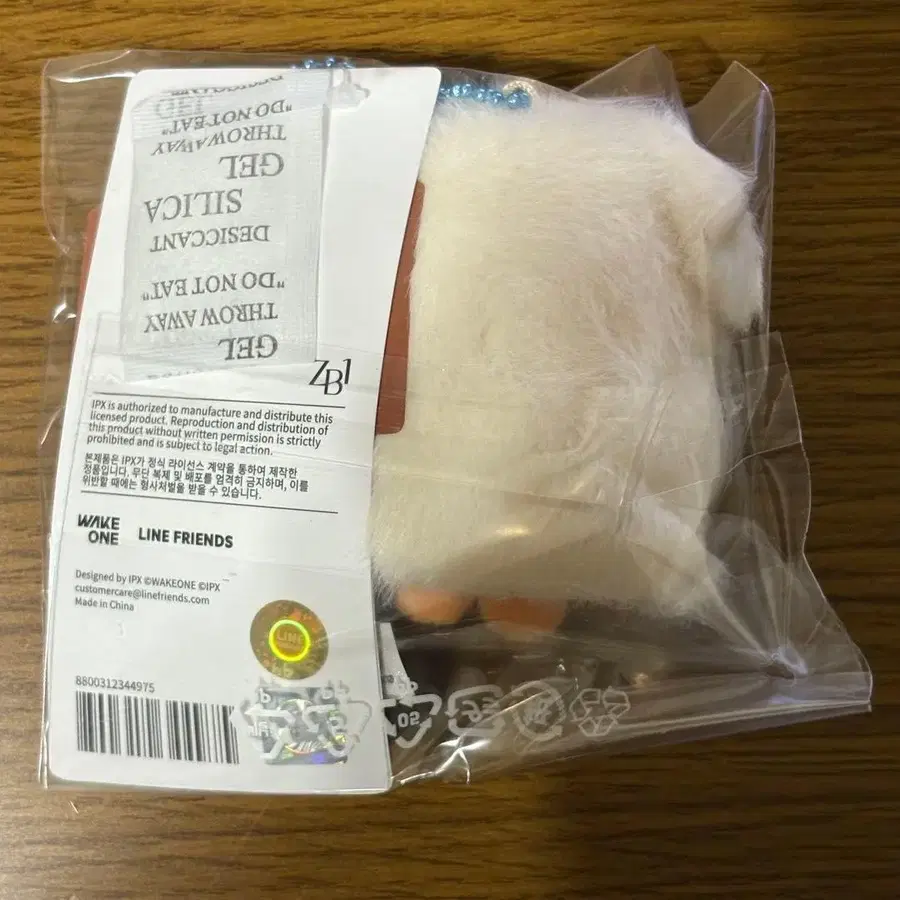 DESICCANT
GEL
"DO NOT EAT"
THROW AWAY
GEL
SILICA
DESICCANT
"DO NOT EAT"
THROW AWAY
GEL
ZB1
IPX is authorized to manufacture and distribute this
licensed product. Reproduction and distribution of
this product without written permission is strictly
prohibited and is subject to legal action.
본제품은 IPX가 정식 라이선스 계약을 통하여 제작한
정품입니다. 무단 복제 및 배포를 엄격히 금지하며, 이를
위반할 때에는 형사처벌을 받을 수 있습니다.
WAKE
ONE
LINE FRIENDS
Designed by IPX ©WAKEONE ©IPX
customercare@linefriends.com
Made in China
LINE
8800312344975
02